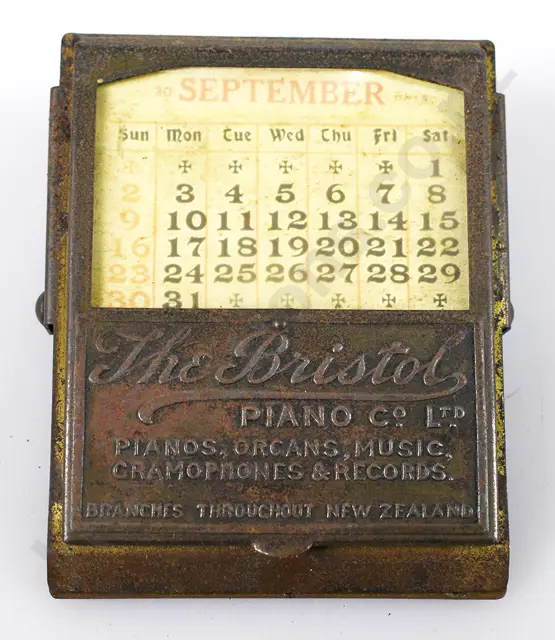 30 SEPTEMBER
Sun Mon Tue Wed Thu Fri Sat
1
2 3 4 5 6 7 8
9 10 11 12 13 14 15
16 17 18 19 20 21 22
23 24 25 26 27 28 29
30 31
The Bristol
PIANO Co LTD
PIANOS, ORGANS, MUSIC,
GRAMOPHONES & RECORDS.
BRANCHES THROUGHOUT NEW ZEALAND